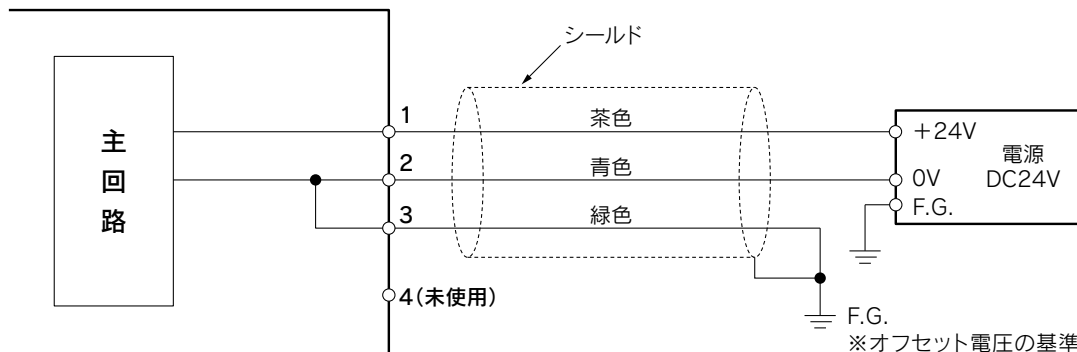 シールド
1
茶色
+24V
主
回
路
電源
DC24V
2
青色
0V
F.G.
3
緑色
4(未使用)
F.G.
※オフセット電圧の基準